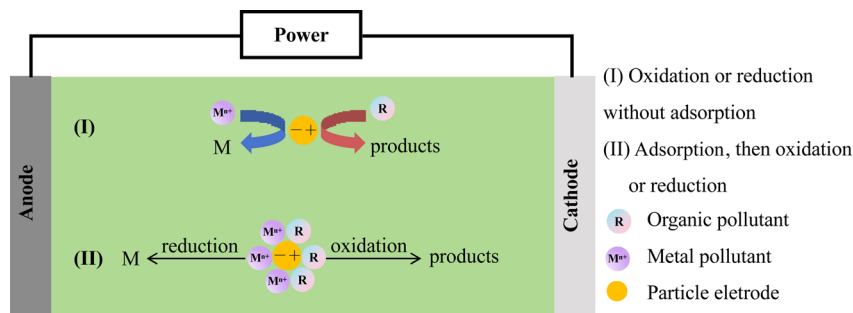 Power
Anode
Cathode
(I)
Mⁿ⁺
R
− +
M
products
(II)
M
reduction
Mⁿ⁺
R
Mⁿ⁺
− +
R
Mⁿ⁺
R
oxidation
products
(I) Oxidation or reduction
without adsorption
(II) Adsorption, then oxidation
or reduction
R Organic pollutant
Mⁿ⁺ Metal pollutant
Particle eletrode